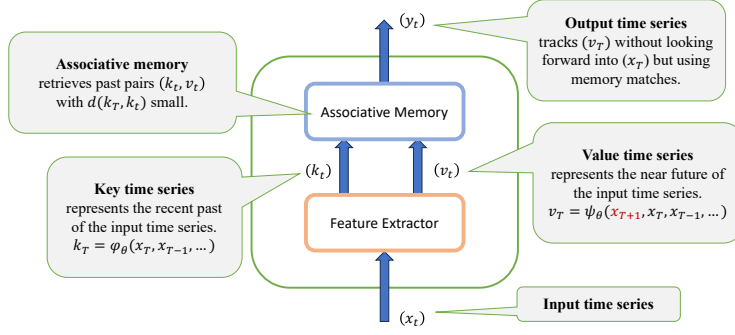 (y_t)
Output time series
tracks (v_T) without looking
forward into (x_T) but using
memory matches.
Associative memory
retrieves past pairs (k_t, v_t)
with d(k_T, k_t) small.
Associative Memory
(k_t)
(v_t)
Key time series
represents the recent past
of the input time series.
k_T = φ_θ(x_T, x_{T−1}, …)
Value time series
represents the near future of
the input time series.
v_T = ψ_θ(x_{T+1}, x_T, x_{T−1}, …)
Feature Extractor
(x_t)
Input time series